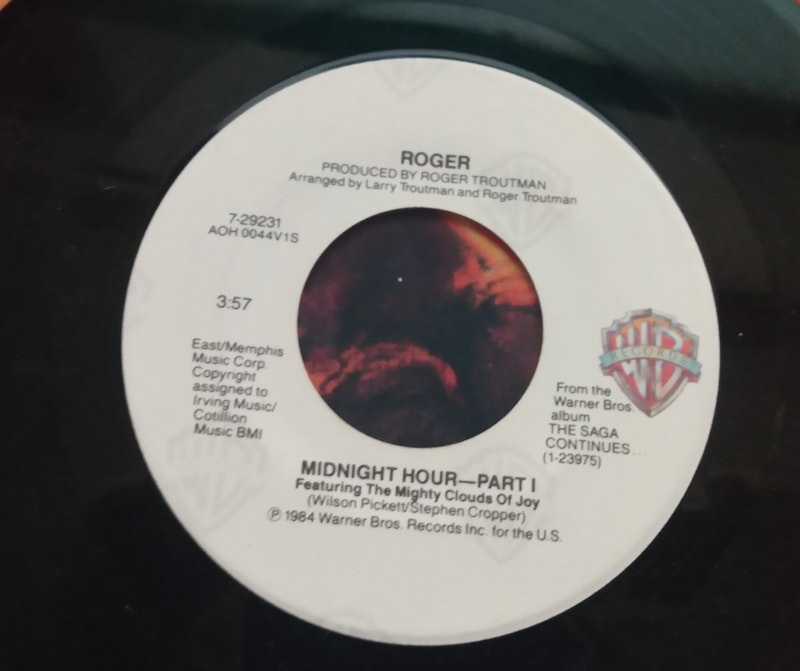 ROGER
PRODUCED BY ROGER TROUTMAN
Arranged by Larry Troutman and Roger Troutman
7-29231
AOH 0044V1S
3:57
East/Memphis
Music Corp.
Copyright
assigned to
Irving Music/
Cotillion
Music BMI
WB
RECORDS
From the
Warner Bros.
album
THE SAGA
CONTINUES...
(1-23975)
MIDNIGHT HOUR—PART I
Featuring The Mighty Clouds Of Joy
(Wilson Pickett/Stephen Cropper)
℗ 1984 Warner Bros. Records Inc. for the U.S.